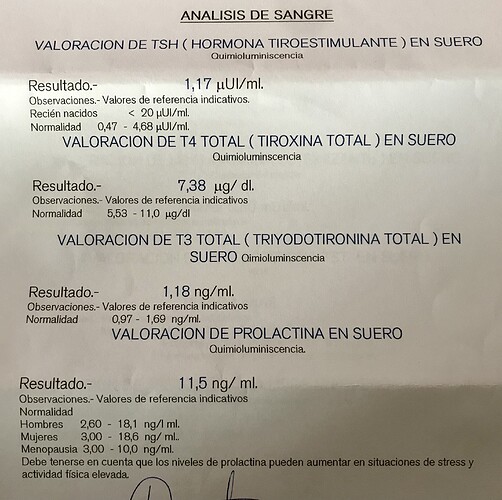 ANALISIS DE SANGRE
VALORACION DE TSH ( HORMONA TIROESTIMULANTE ) EN SUERO
Quimioluminiscencia
Resultado.- 1,17 µUI/ml.
Observaciones.- Valores de referencia indicativos.
Recién nacidos < 20 µUI/ml.
Normalidad 0,47 - 4,68 µUI/ml.
VALORACION DE T4 TOTAL ( TIROXINA TOTAL ) EN SUERO
Quimioluminscencia
Resultado.- 7,38 µg/ dl.
Observaciones.- Valores de referencia indicativos
Normalidad 5,53 - 11,0 µg/dl
VALORACION DE T3 TOTAL ( TRIYODOTIRONINA TOTAL ) EN
SUERO Qimioluminscencia
Resultado.- 1,18 ng/ml.
Observaciones.- Valores de referencia indicativos
Normalidad 0,97 - 1,69 ng/ml.
VALORACION DE PROLACTINA EN SUERO
Quimioluminiscencia.
Resultado.- 11,5 ng/ ml.
Observaciones.- Valores de referencia indicativos
Normalidad
Hombres 2,60 - 18,1 ng/l ml.
Mujeres 3,00 - 18,6 ng/ ml..
Menopausia 3,00 - 10,0 ng/ml.
Debe tenerse en cuenta que los niveles de prolactina pueden aumentar en situaciones de stress y
actividad física elevada.